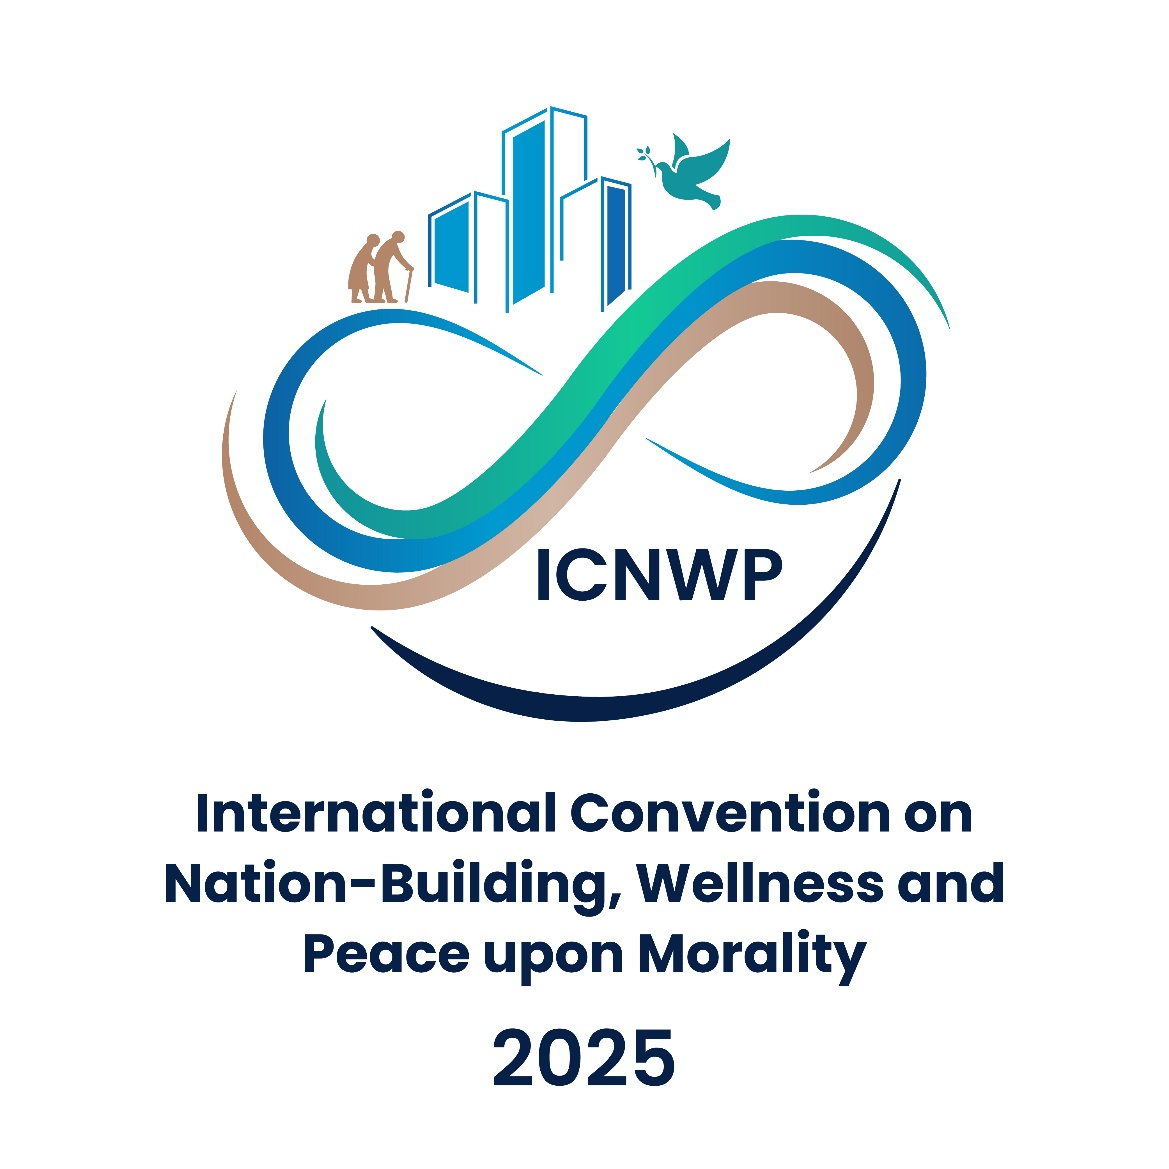 ICNWP
International Convention on
Nation-Building, Wellness and
Peace upon Morality
2025